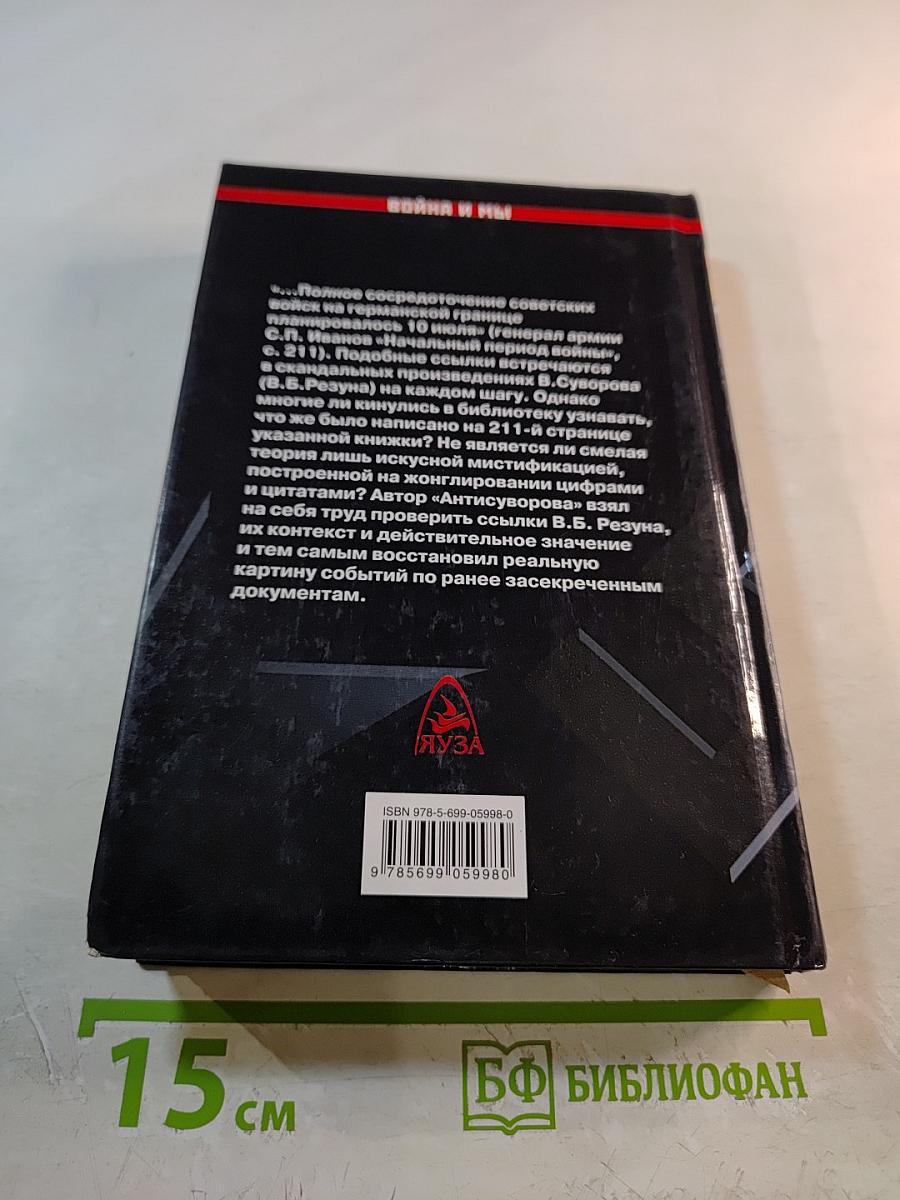 ВОЙНА И МЫ
«...Полное сосредоточение советских
войск на германской границе
планировалось 10 июля» (генерал армии
С.П. Иванов «Начальный период войны»,
с. 211). Подобные ссылки встречаются
в скандальных произведениях В.Суворова
(В.Б.Резуна) на каждом шагу. Однако
многие ли кинулись в библиотеку узнавать,
что же было написано на 211-й странице
указанной книжки? Не является ли смелая
теория лишь искусной мистификацией,
построенной на жонглировании цифрами
и цитатами? Автор «Антисуворова» взял
на себя труд проверить ссылки В.Б. Резуна,
их контекст и действительное значение
и тем самым восстановил реальную
картину событий по ранее засекреченным
документам.
ЯУЗА
ISBN 978-5-699-05998-0
9 785699 059980
15 см
БФ БИБЛИОФАН